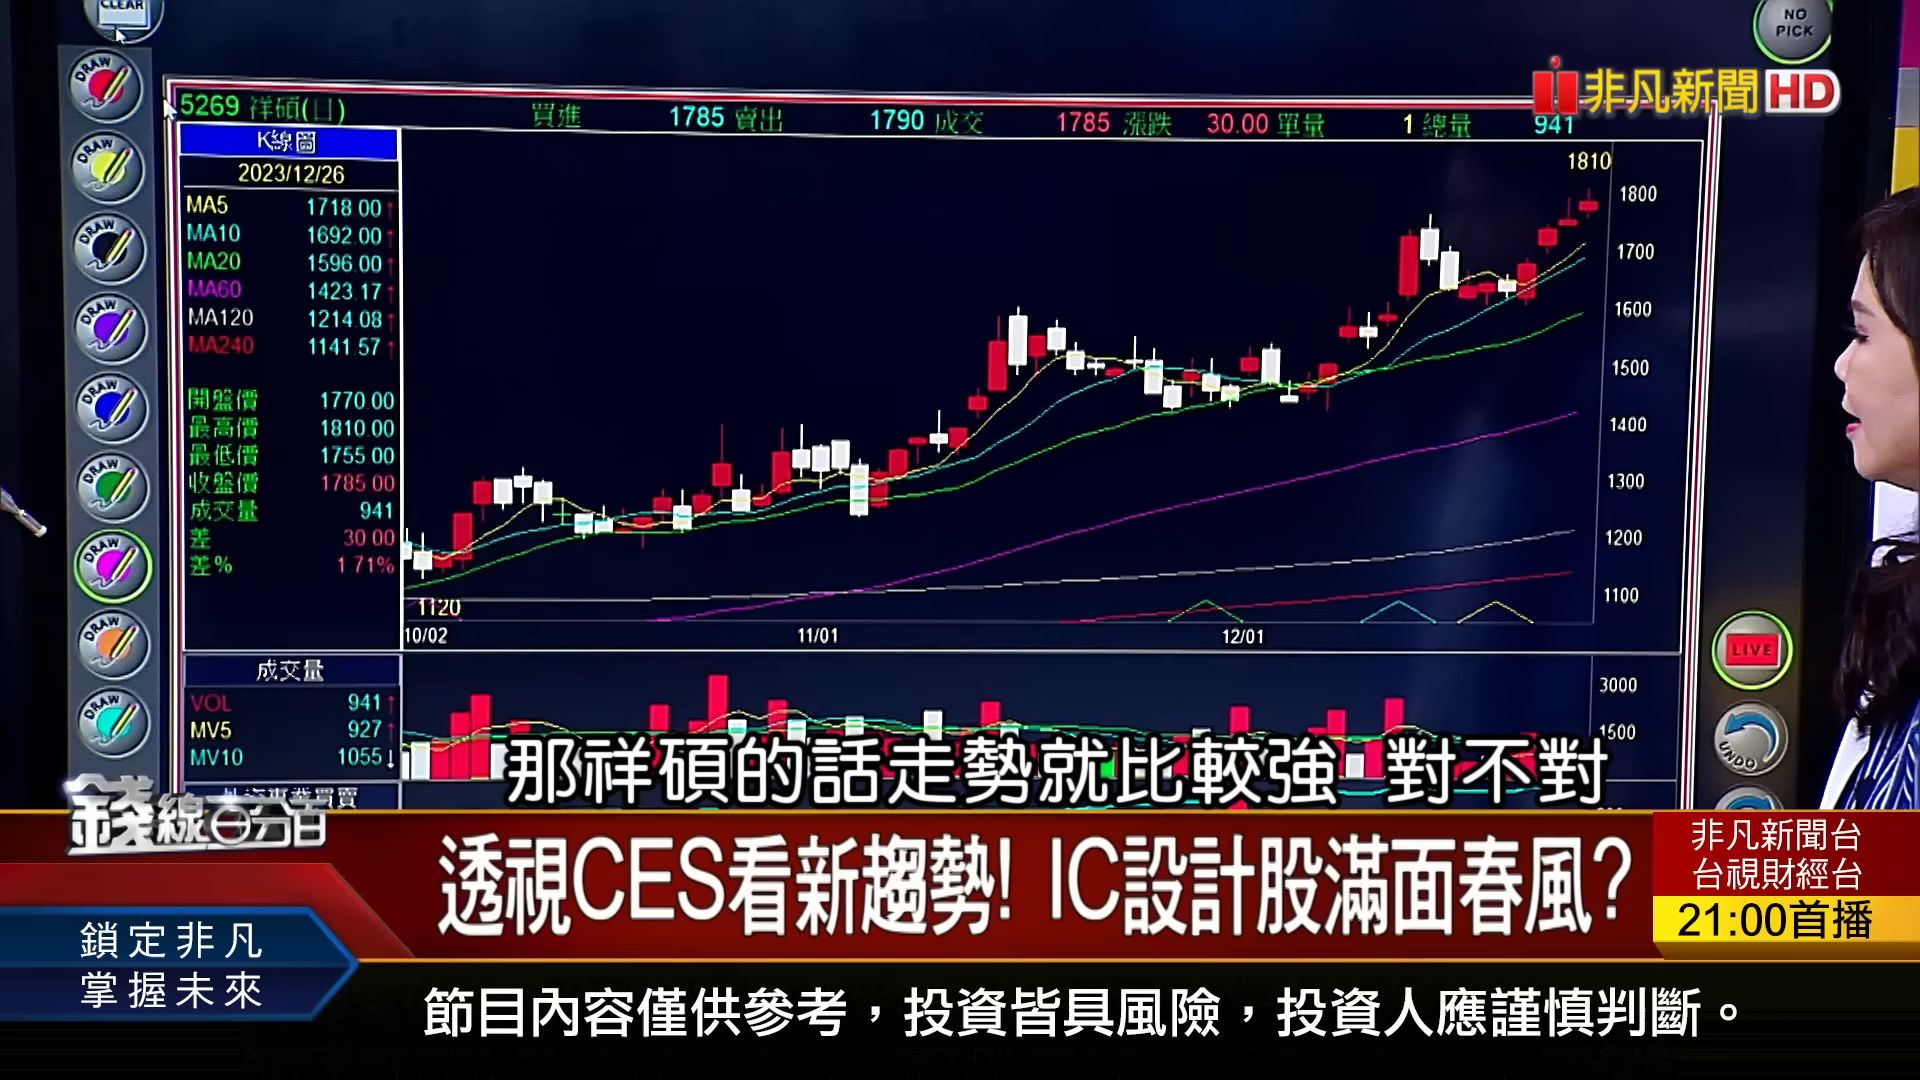 CLEAR
NO
PICK
非凡新聞HD
5269 祥碩(日) 買進 1785 賣出 1790 成交 1785 漲跌 30.00 單量 1 總量 941
K線圖
2023/12/26
MA5 1718.00↑
MA10 1692.00↑
MA20 1596.00↑
MA60 1423.17↑
MA120 1214.08↑
MA240 1141.57↑
開盤價 1770.00
最高價 1810.00
最低價 1755.00
收盤價 1785.00
成交量 941
差 30.00
差% 1.71%
1810
1800
1700
1600
1500
1400
1300
1200
1100
1120
10/02 11/01 12/01
成交量
VOL 941↑
MV5 927↑
MV10 1055↓
3000
1500
DRAW
DRAW
DRAW
DRAW
DRAW
DRAW
DRAW
DRAW
DRAW
LIVE
UNDO
那祥碩的話走勢就比較強 對不對
錢線百分百
透視CES看新趨勢! IC設計股滿面春風?
非凡新聞台
台視財經台
21:00首播
鎖定非凡
掌握未來
節目內容僅供參考，投資皆具風險，投資人應謹慎判斷。